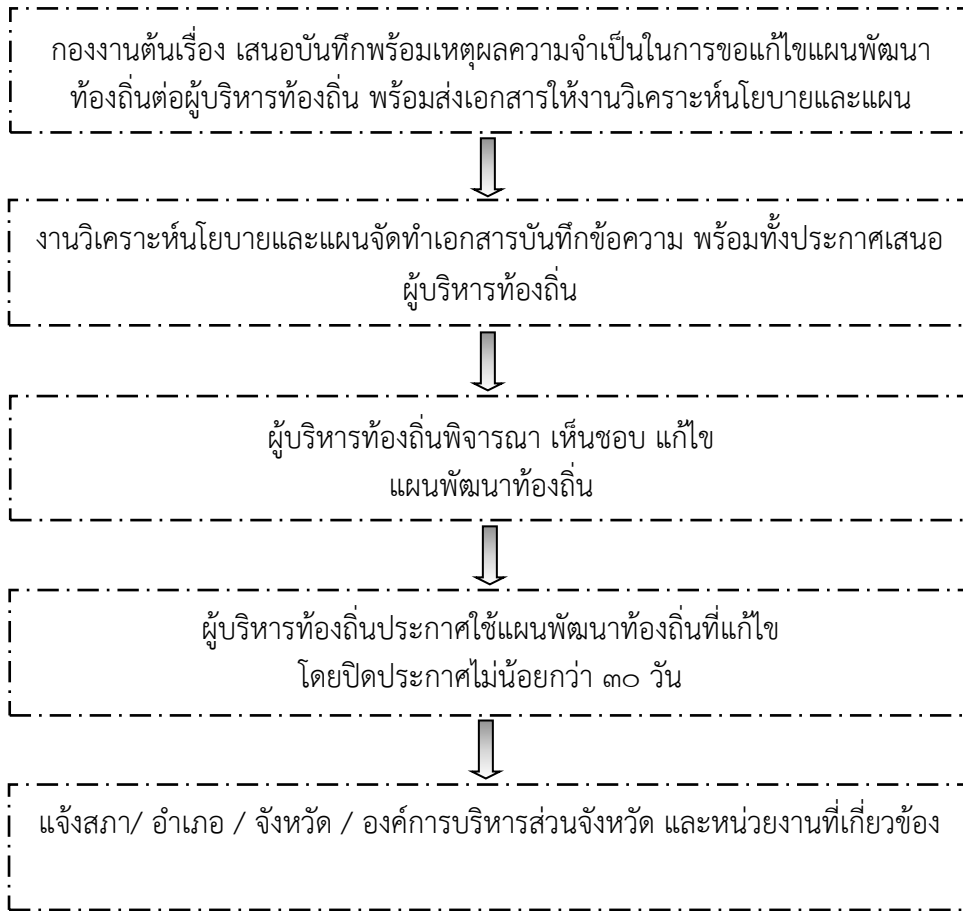 กองงานต้นเรื่อง เสนอบันทึกพร้อมเหตุผลความจำเป็นในการขอแก้ไขแผนพัฒนา
ท้องถิ่นต่อผู้บริหารท้องถิ่น พร้อมส่งเอกสารให้งานวิเคราะห์นโยบายและแผน
งานวิเคราะห์นโยบายและแผนจัดทำเอกสารบันทึกข้อความ พร้อมทั้งประกาศเสนอ
ผู้บริหารท้องถิ่น
ผู้บริหารท้องถิ่นพิจารณา เห็นชอบ แก้ไข
แผนพัฒนาท้องถิ่น
ผู้บริหารท้องถิ่นประกาศใช้แผนพัฒนาท้องถิ่นที่แก้ไข
โดยปิดประกาศไม่น้อยกว่า ๓๐ วัน
แจ้งสภา/ อำเภอ / จังหวัด / องค์การบริหารส่วนจังหวัด และหน่วยงานที่เกี่ยวข้อง